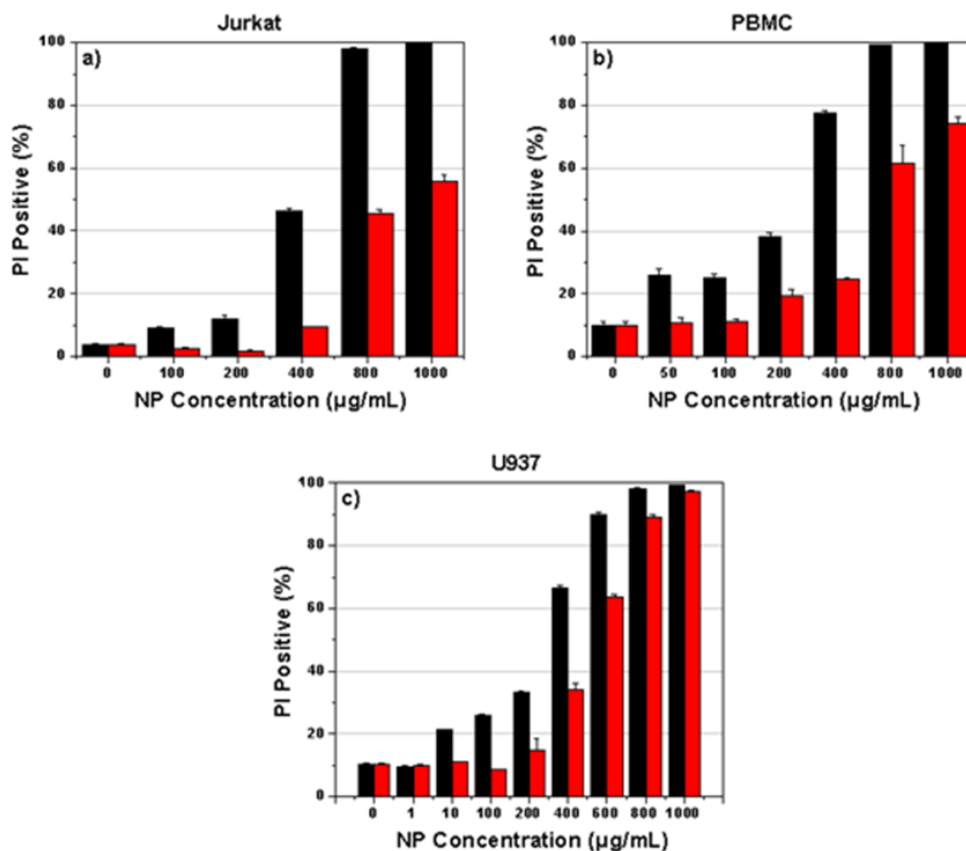 Jurkat
a)
PI Positive (%)
100
80
60
40
20
0
0 100 200 400 800 1000
NP Concentration (µg/mL)
PBMC
b)
PI Positive (%)
100
80
60
40
20
0
0 50 100 200 400 800 1000
NP Concentration (µg/mL)
U937
c)
PI Positive (%)
100
80
60
40
20
0
0 1 10 100 200 400 600 800 1000
NP Concentration (µg/mL)